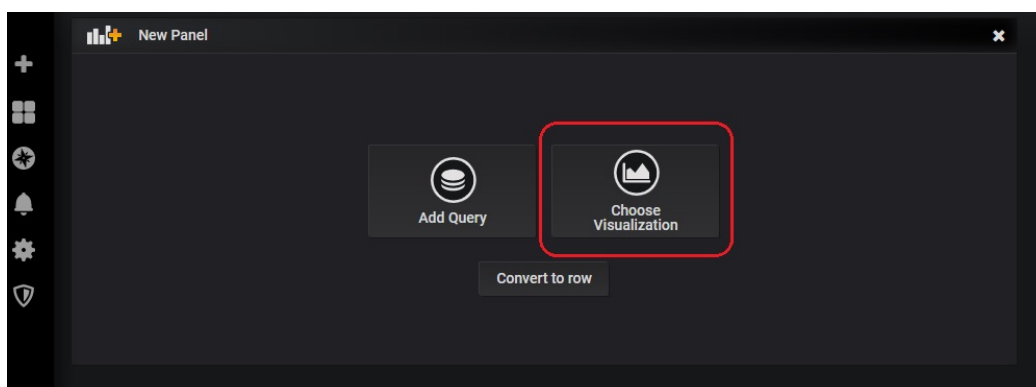 New Panel
Add Query
Choose
Visualization
Convert to row